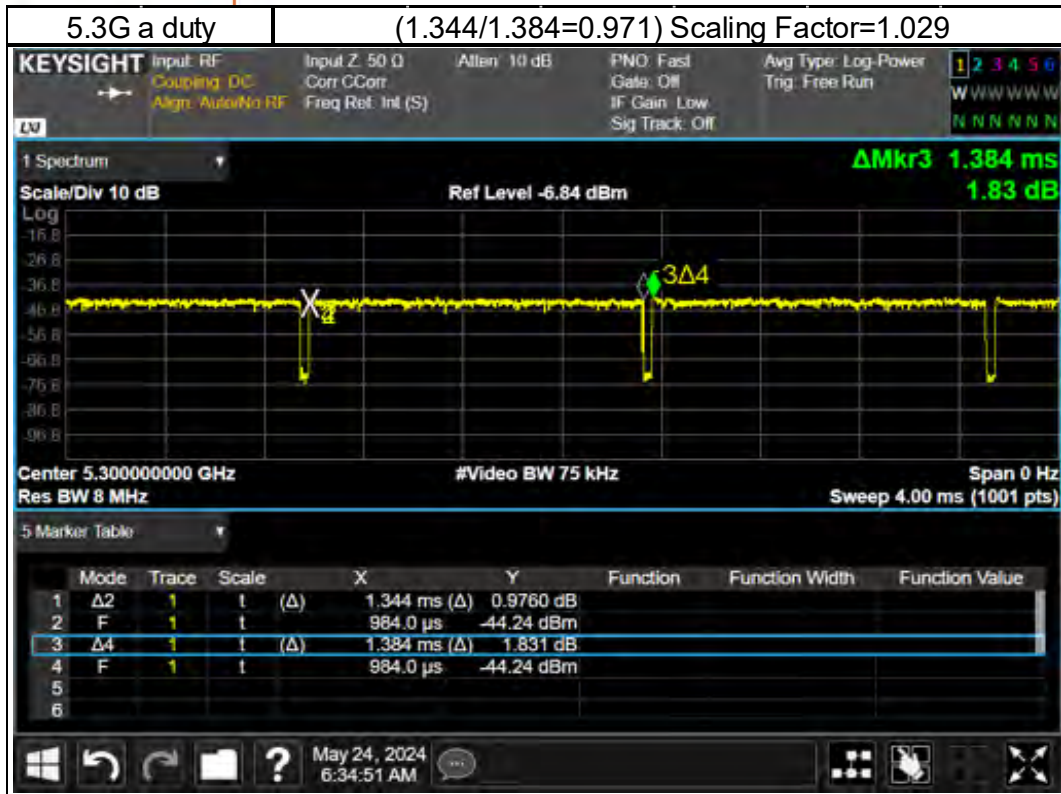 5.3G a duty (1.344/1.384=0.971) Scaling Factor=1.029
KEYSIGHT Input: RF Input Z: 50 Ω Atten: 10 dB PNO: Fast Avg Type: Log-Power 1 2 3 4 5 6
Coupling: DC Corr CCorr Gate: Off Trig: Free Run W W W W W W
Align: Auto/No RF Freq Ref: Int (S) IF Gain: Low N N N N N N
LXI Sig Track: Off
1 Spectrum ΔMkr3 1.384 ms
Scale/Div 10 dB Ref Level -6.84 dBm 1.83 dB
Log
-16.8
-26.8
-36.8 3Δ4
-46.8
-56.8
-66.8
-76.8
-86.8
-96.8
Center 5.300000000 GHz #Video BW 75 kHz Span 0 Hz
Res BW 8 MHz Sweep 4.00 ms (1001 pts)
5 Marker Table
Mode Trace Scale X Y Function Function Width Function Value
1 Δ2 1 t (Δ) 1.344 ms (Δ) 0.9760 dB
2 F 1 t 984.0 µs -44.24 dBm
3 Δ4 1 t (Δ) 1.384 ms (Δ) 1.831 dB
4 F 1 t 984.0 µs -44.24 dBm
5
6
? May 24, 2024
6:34:51 AM